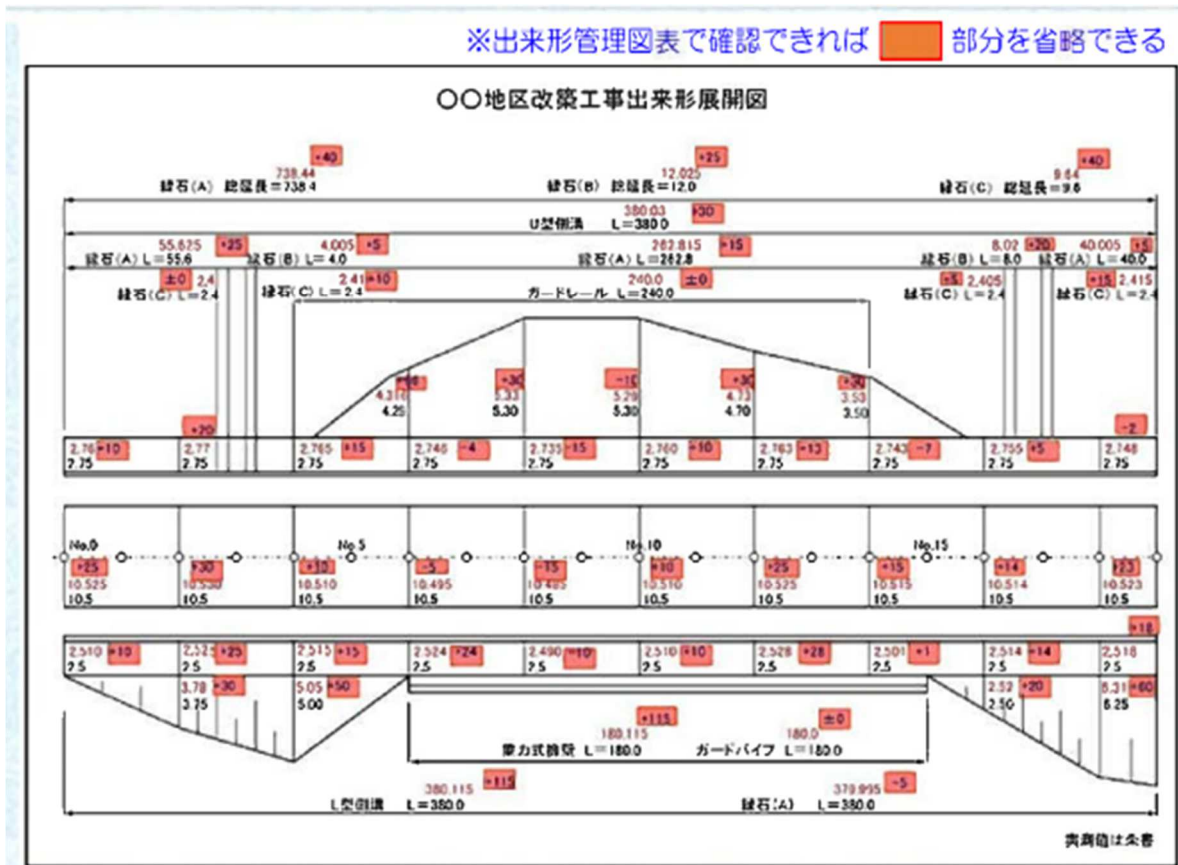 ※出来形管理図表で確認できれば 部分を省略できる
〇〇地区改築工事出来形展開図
+40 +25 +40
738.44 12.025 9.64
縁石(A) 総延長=738.4 縁石(B) 総延長=12.0 縁石(C) 総延長=9.6
380.03 +30
U型側溝 L=380.0
55.625 +25 4.005 +5 262.815 +15 8.02 +20 40.005 +5
縁石(A) L=55.6 縁石(B) L=4.0 縁石(A) L=262.8 縁石(B) L=8.0 縁石(A) L=40.0
±0 2.4 2.41 +10 240.0 ±0 +5 2.405 +15 2.415
縁石(C) L=2.4 縁石(C) L=2.4 ガードレール L=240.0 縁石(C) L=2.4 縁石(C) L=2.4
+30 -10 +30 +30
4.316 5.33 5.29 4.73 3.53
4.25 5.30 5.30 4.70 3.50
+20 -2
2.76 +10 2.77 2.765 +15 2.746 -4 2.735 -15 2.760 +10 2.763 +13 2.743 -7 2.755 +5 2.748
2.75 2.75 2.75 2.75 2.75 2.75 2.75 2.75 2.75 2.75
No.0 No.5 No.10 No.15
+25 +30 +10 -5 -15 +10 +25 +15 +14 +23
10.525 10.530 10.510 10.495 10.485 10.510 10.525 10.515 10.514 10.523
10.5 10.5 10.5 10.5 10.5 10.5 10.5 10.5 10.5 10.5
+18
2.510 +10 2.525 +25 2.515 +15 2.524 +24 2.490 -10 2.510 +10 2.528 +28 2.501 +1 2.514 +14 2.518
2.5 2.5 2.5 2.5 2.5 2.5 2.5 2.5 2.5 2.5
3.78 +30 5.05 +50 2.52 +20 6.31 +60
3.75 5.00 2.50 6.25
+115 ±0
180.115 180.0
重力式擁壁 L=180.0 ガードパイプ L=180.0
380.115 +115 379.995 -5
L型側溝 L=380.0 縁石(A) L=380.0
実測値は朱書